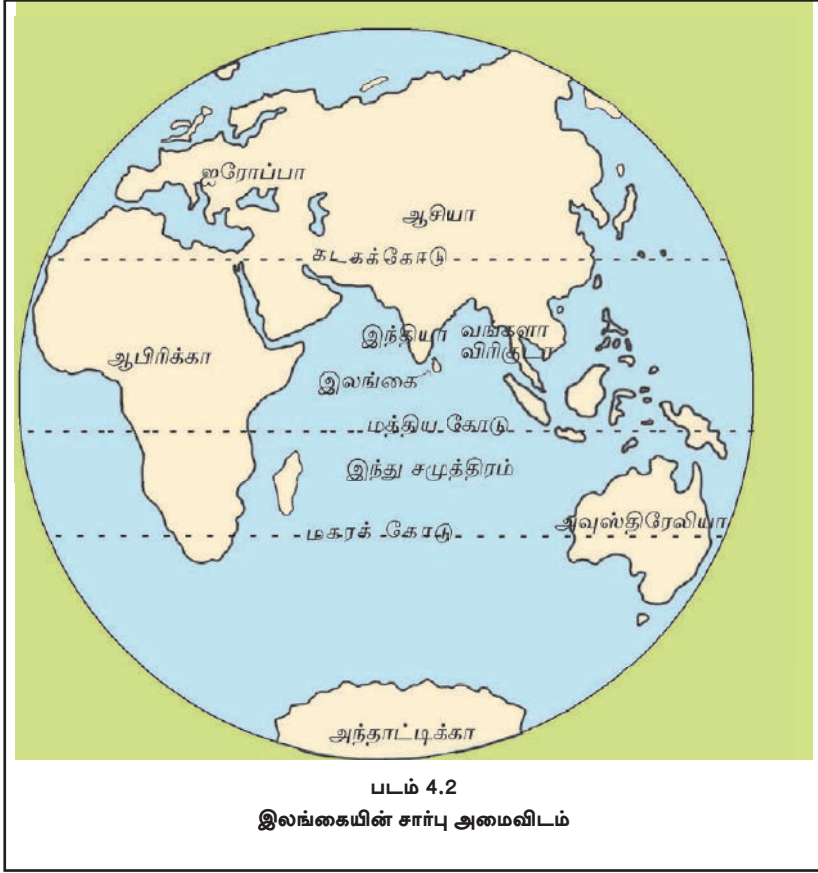 ஐரோப்பா
ஆசியா
கடகக்கோடு
இந்தியா
வங்களா
விரிகுடா
ஆபிரிக்கா
இலங்கை
மத்திய கோடு
இந்து சமுத்திரம்
அவுஸ்திரேலியா
மகரக் கோடு
அந்தாட்டிக்கா
படம் 4.2
இலங்கையின் சார்பு அமைவிடம்